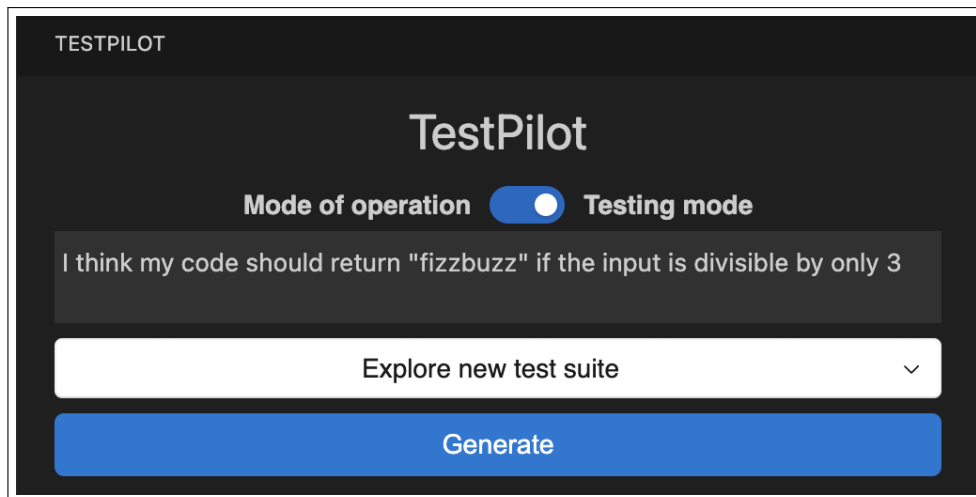 TESTPILOT
TestPilot
Mode of operation Testing mode
I think my code should return "fizzbuzz" if the input is divisible by only 3
Explore new test suite
Generate